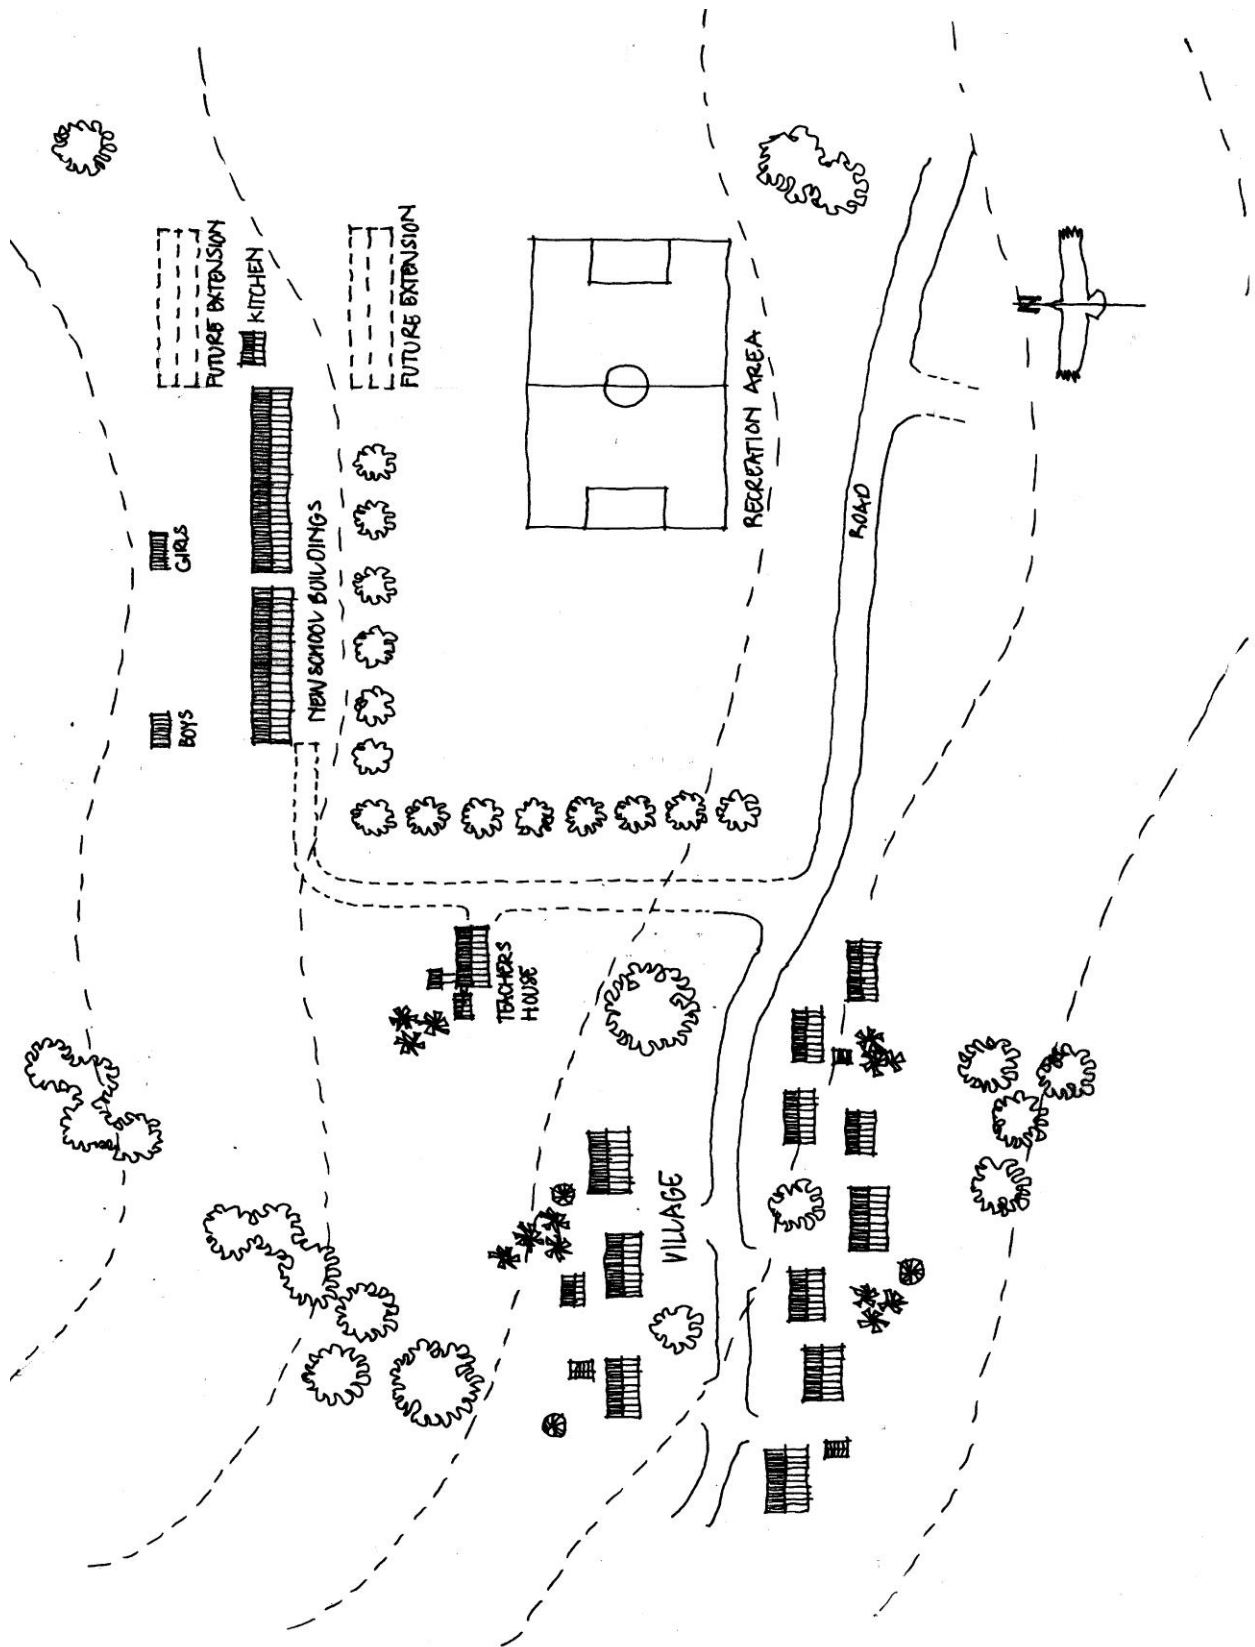 BOYS
GIRLS
FUTURE EXTENSION
KITCHEN
NEW SCHOOL BUILDINGS
FUTURE EXTENSION
TEACHERS
HOUSE
VILLAGE
RECREATION AREA
ROAD
N